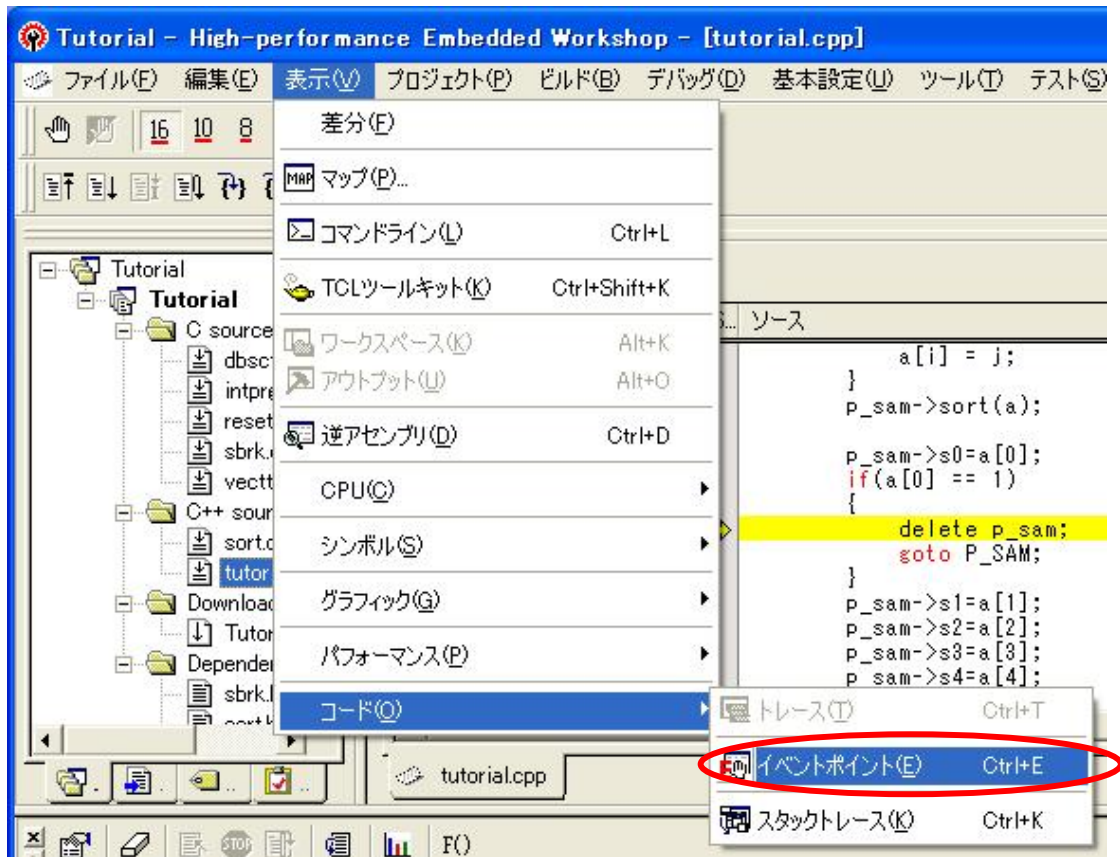 Tutorial - High-performance Embedded Workshop - [tutorial.cpp]
ファイル(F) 編集(E) 表示(V) プロジェクト(P) ビルド(B) デバッグ(D) 基本設定(U) ツール(T) テスト(S)
16 10 8
差分(F)
MAP マップ(P)...
コマンドライン(L) Ctrl+L
TCLツールキット(K) Ctrl+Shift+K
ワークスペース(K) Alt+K
アウトプット(U) Alt+O
逆アセンブリ(D) Ctrl+D
CPU(C)
シンボル(S)
グラフィック(G)
パフォーマンス(P)
コード(O)
トレース(T) Ctrl+T
イベントポイント(E) Ctrl+E
スタックトレース(K) Ctrl+K
Tutorial
Tutorial
C source
dbsc
intpr
reset
sbrk.
vectt
C++ sour
sort.c
tutor
Downloa
Tutor
Depende
sbrk.
S... ソース
a[i] = j;
}
p_sam->sort(a);
p_sam->s0=a[0];
if(a[0] == 1)
{
delete p_sam;
goto P_SAM;
}
p_sam->s1=a[1];
p_sam->s2=a[2];
p_sam->s3=a[3];
p_sam->s4=a[4];
tutorial.cpp
STOP F()